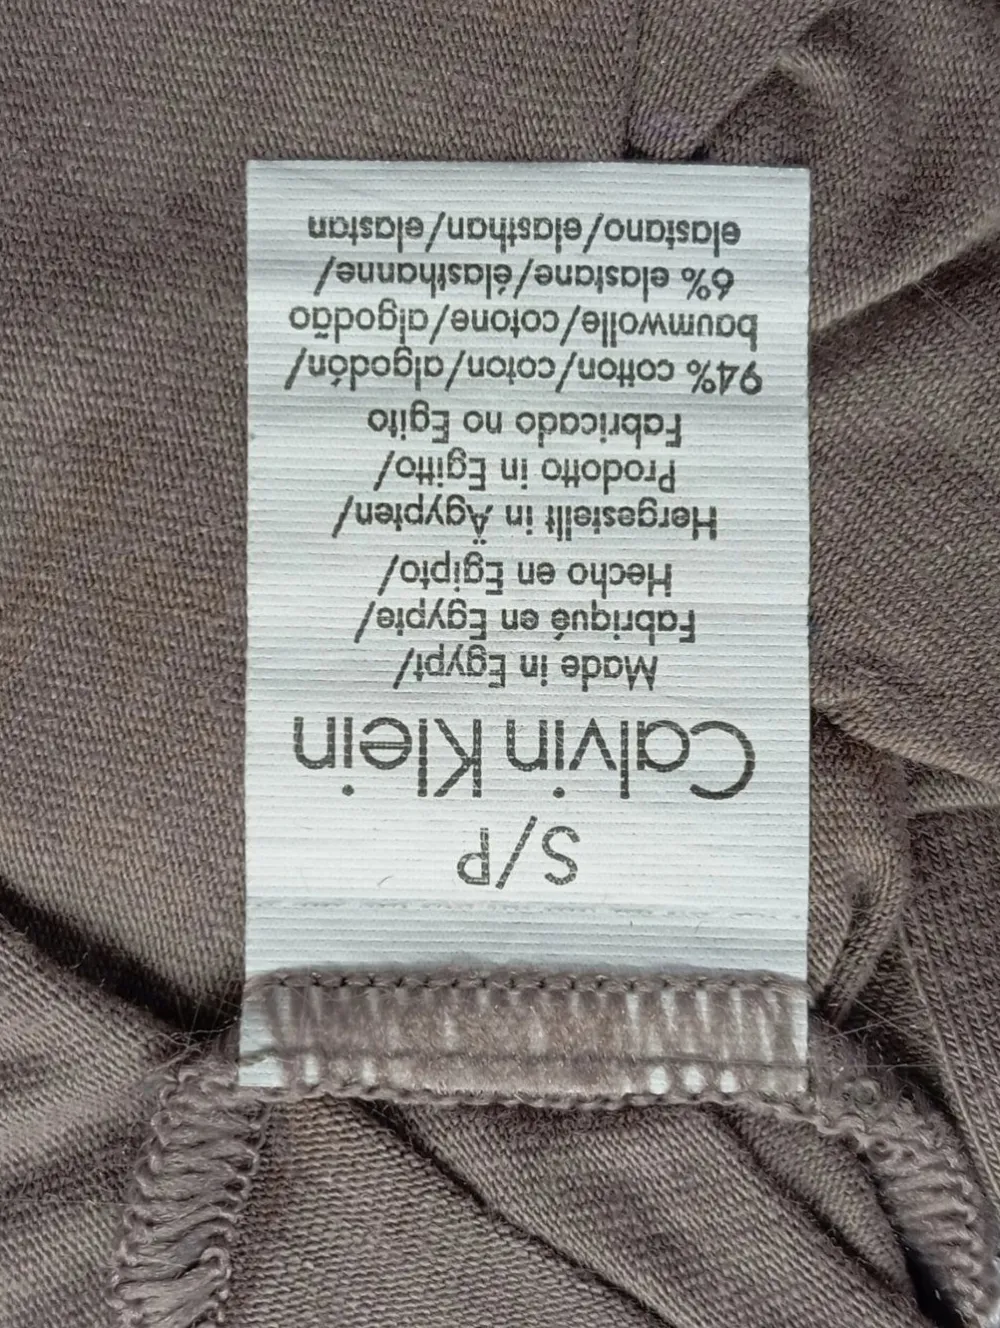 S/P
Calvin Klein
Made in Egypt/
Fabriqué en Egypte/
Hecho en Egipto/
Hergestellt in Ägypten/
Prodotto in Egitto/
Fabricado no Egito
94% cotton/coton/algodón/
baumwolle/cotone/algodão
6% elastane/élasthanne/
elastano/elasthan/elastan